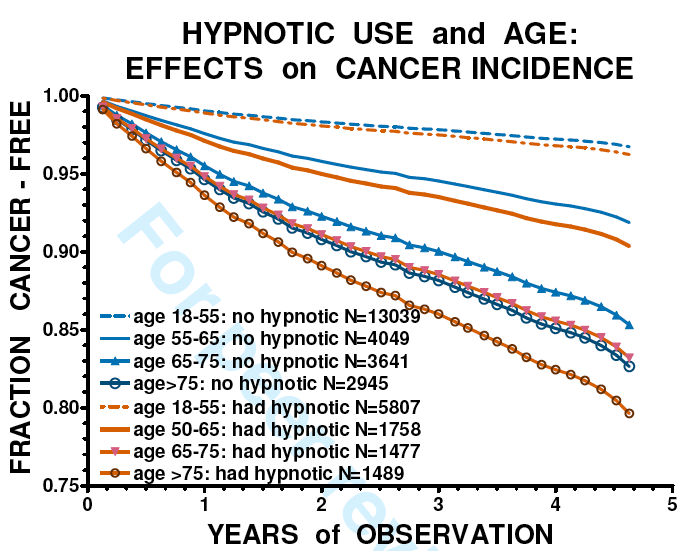 HYPNOTIC USE and AGE:
EFFECTS on CANCER INCIDENCE
FRACTION CANCER - FREE
1.00
0.95
0.90
0.85
0.80
0.75
age 18-55: no hypnotic N=13039
age 55-65: no hypnotic N=4049
age 65-75: no hypnotic N=3641
age>75: no hypnotic N=2945
age 18-55: had hypnotic N=5807
age 50-65: had hypnotic N=1758
age 65-75: had hypnotic N=1477
age >75: had hypnotic N=1489
0 1 2 3 4 5
YEARS of OBSERVATION
For peer revi